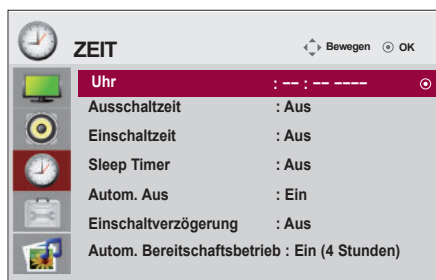 ZEIT
Bewegen OK
Uhr : −− : −− −−−−
Ausschaltzeit : Aus
Einschaltzeit : Aus
Sleep Timer : Aus
Autom. Aus : Ein
Einschaltverzögerung : Aus
Autom. Bereitschaftsbetrieb : Ein (4 Stunden)